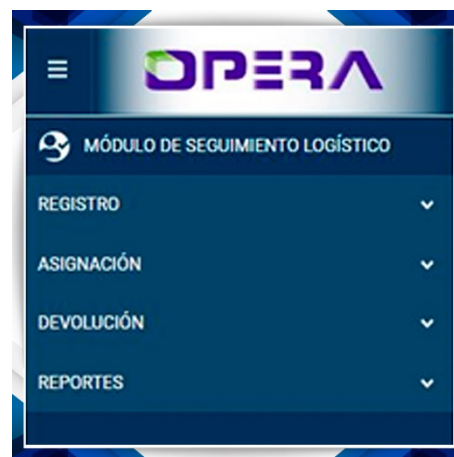 OPERA
MÓDULO DE SEGUIMIENTO LOGÍSTICO
REGISTRO
ASIGNACIÓN
DEVOLUCIÓN
REPORTES